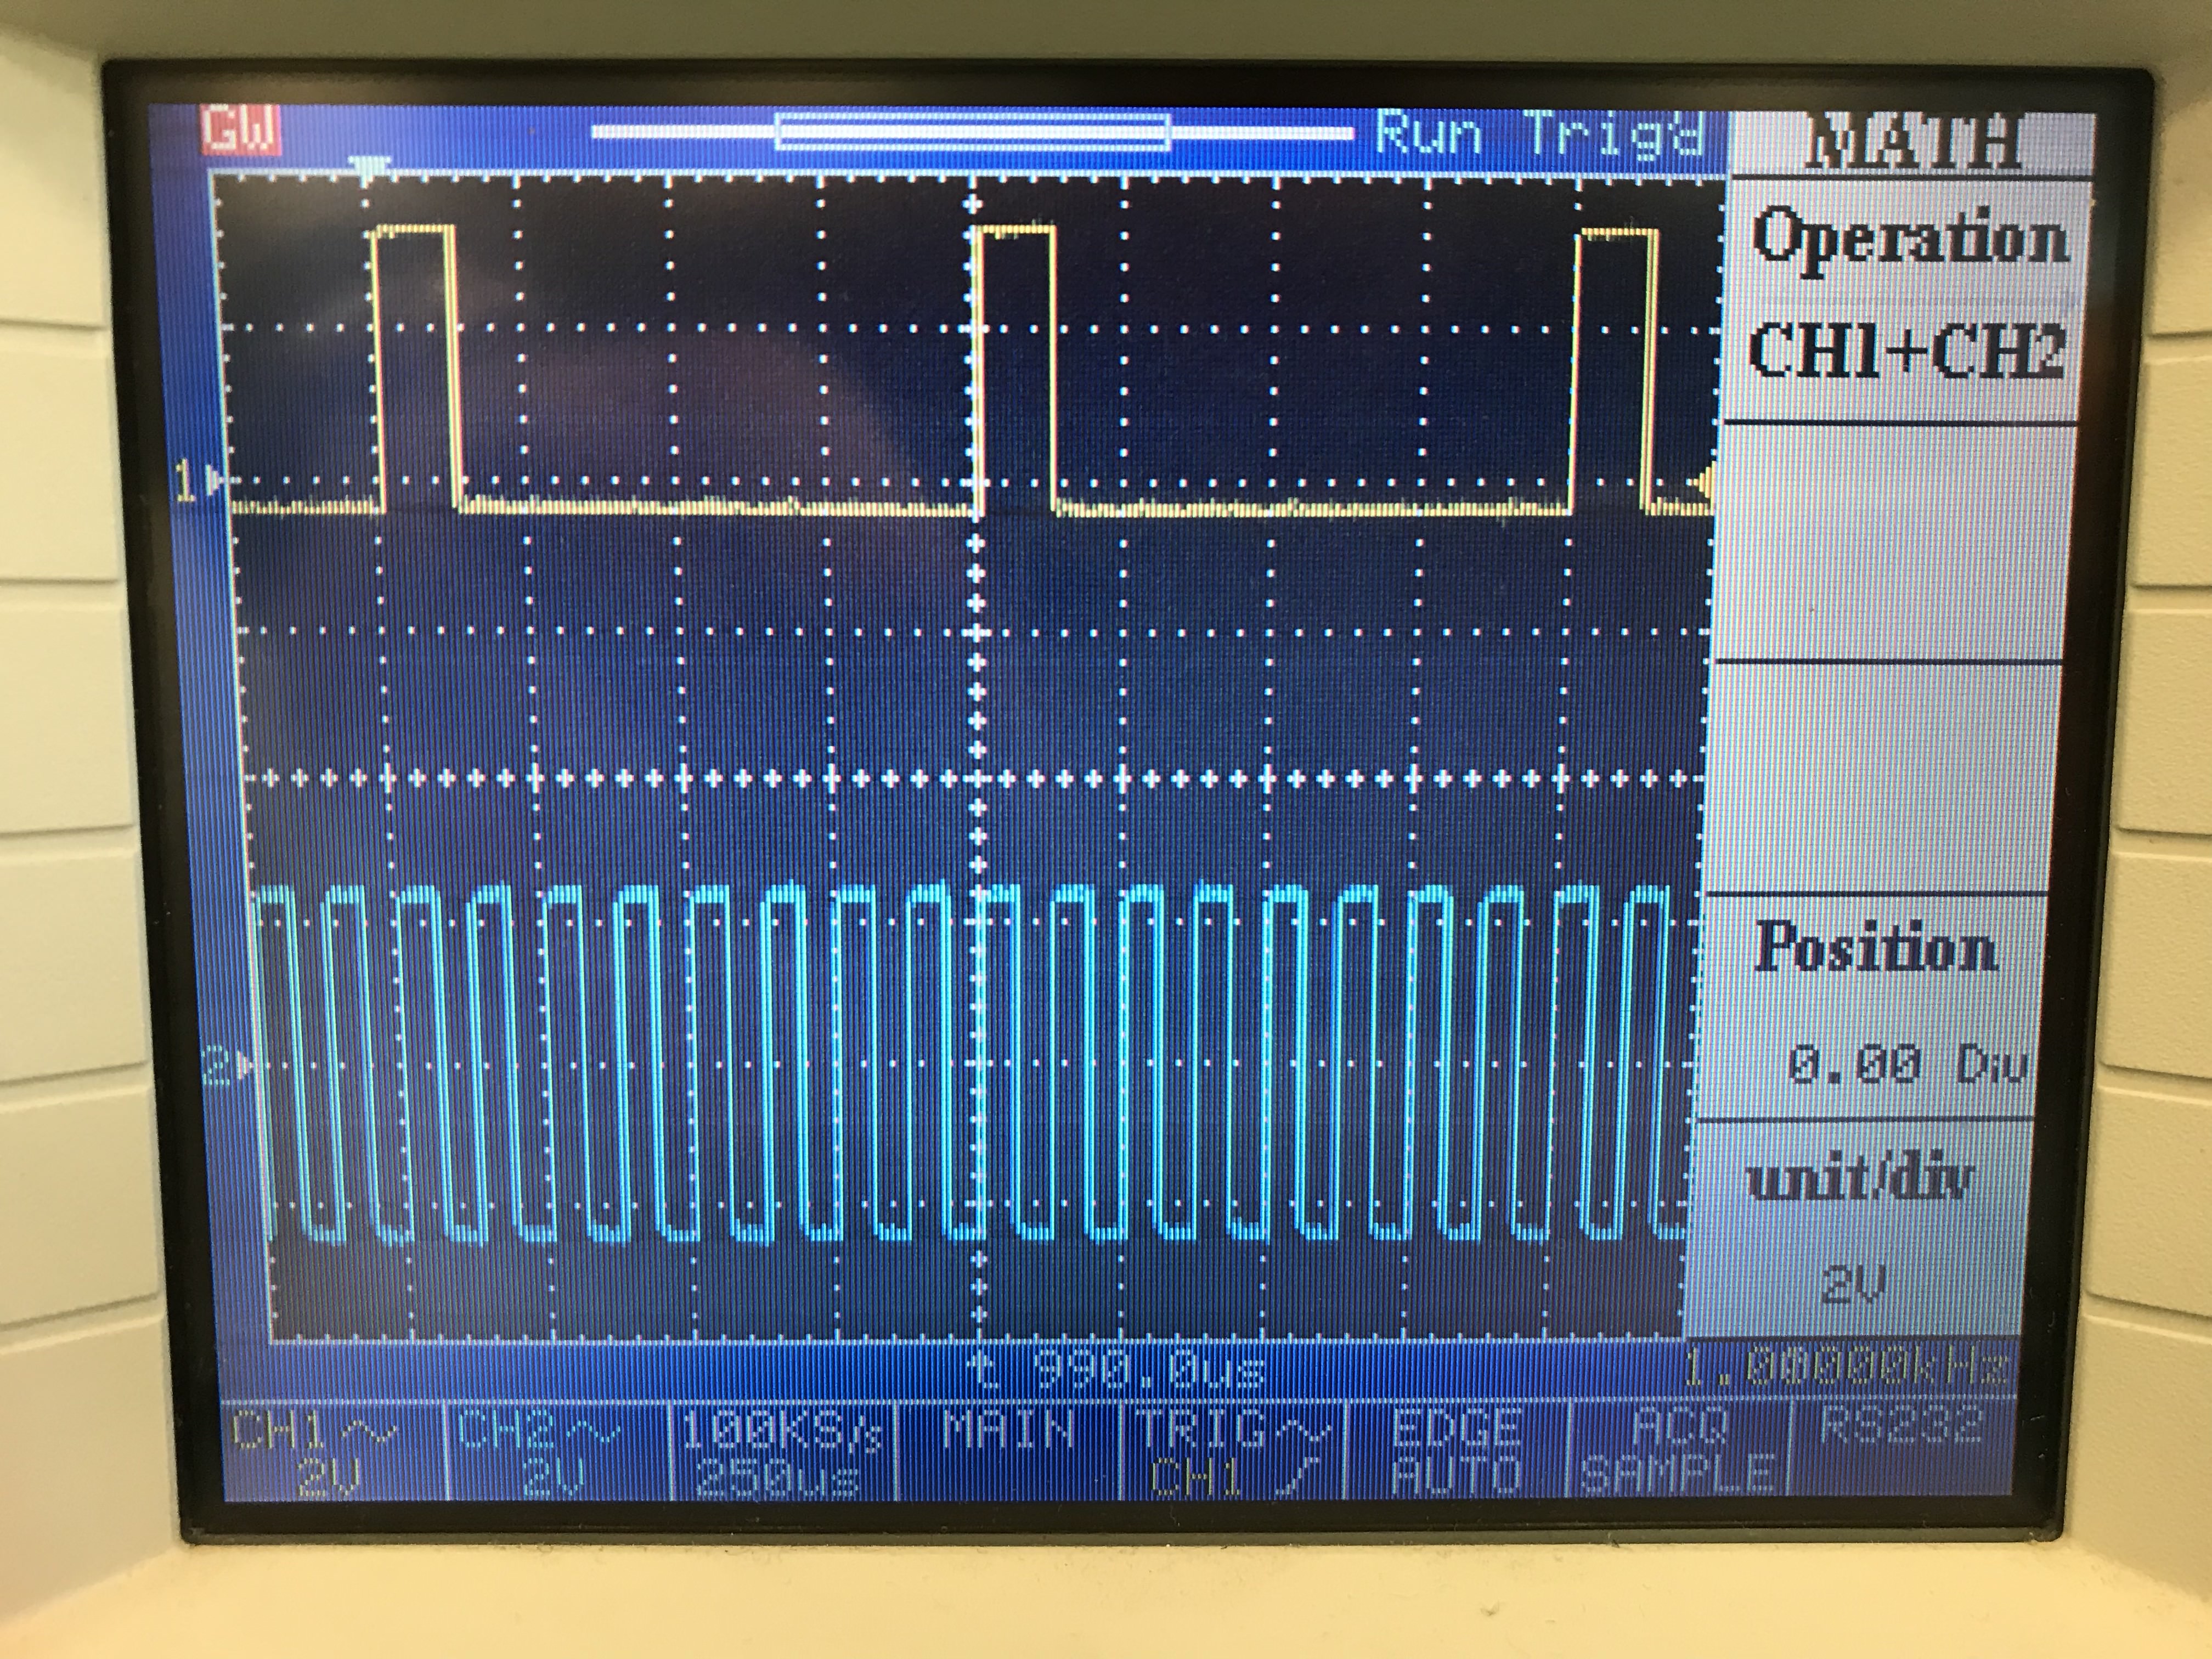 GW Run Trig'd MATH
Operation
CH1+CH2
1
Position
0.00 Div
2
unit/div
2V
t 990.0us 1.00000kHz
CH1 CH2 100KS/s MAIN TRIG EDGE ACQ RS232
2V 2V 250us CH1 AUTO SAMPLE